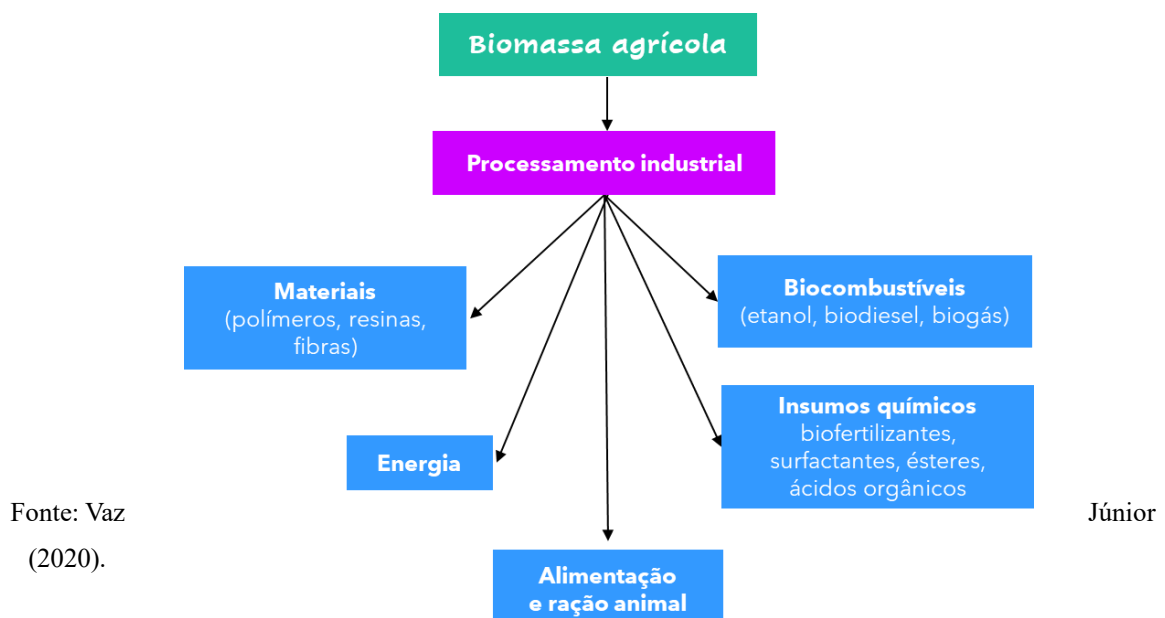 Biomassa agrícola
Processamento industrial
Materiais
(polímeros, resinas,
fibras)
Biocombustíveis
(etanol, biodiesel, biogás)
Insumos químicos
biofertilizantes,
surfactantes, ésteres,
ácidos orgânicos
Energia
Alimentação
e ração animal
Fonte: Vaz Júnior
(2020).